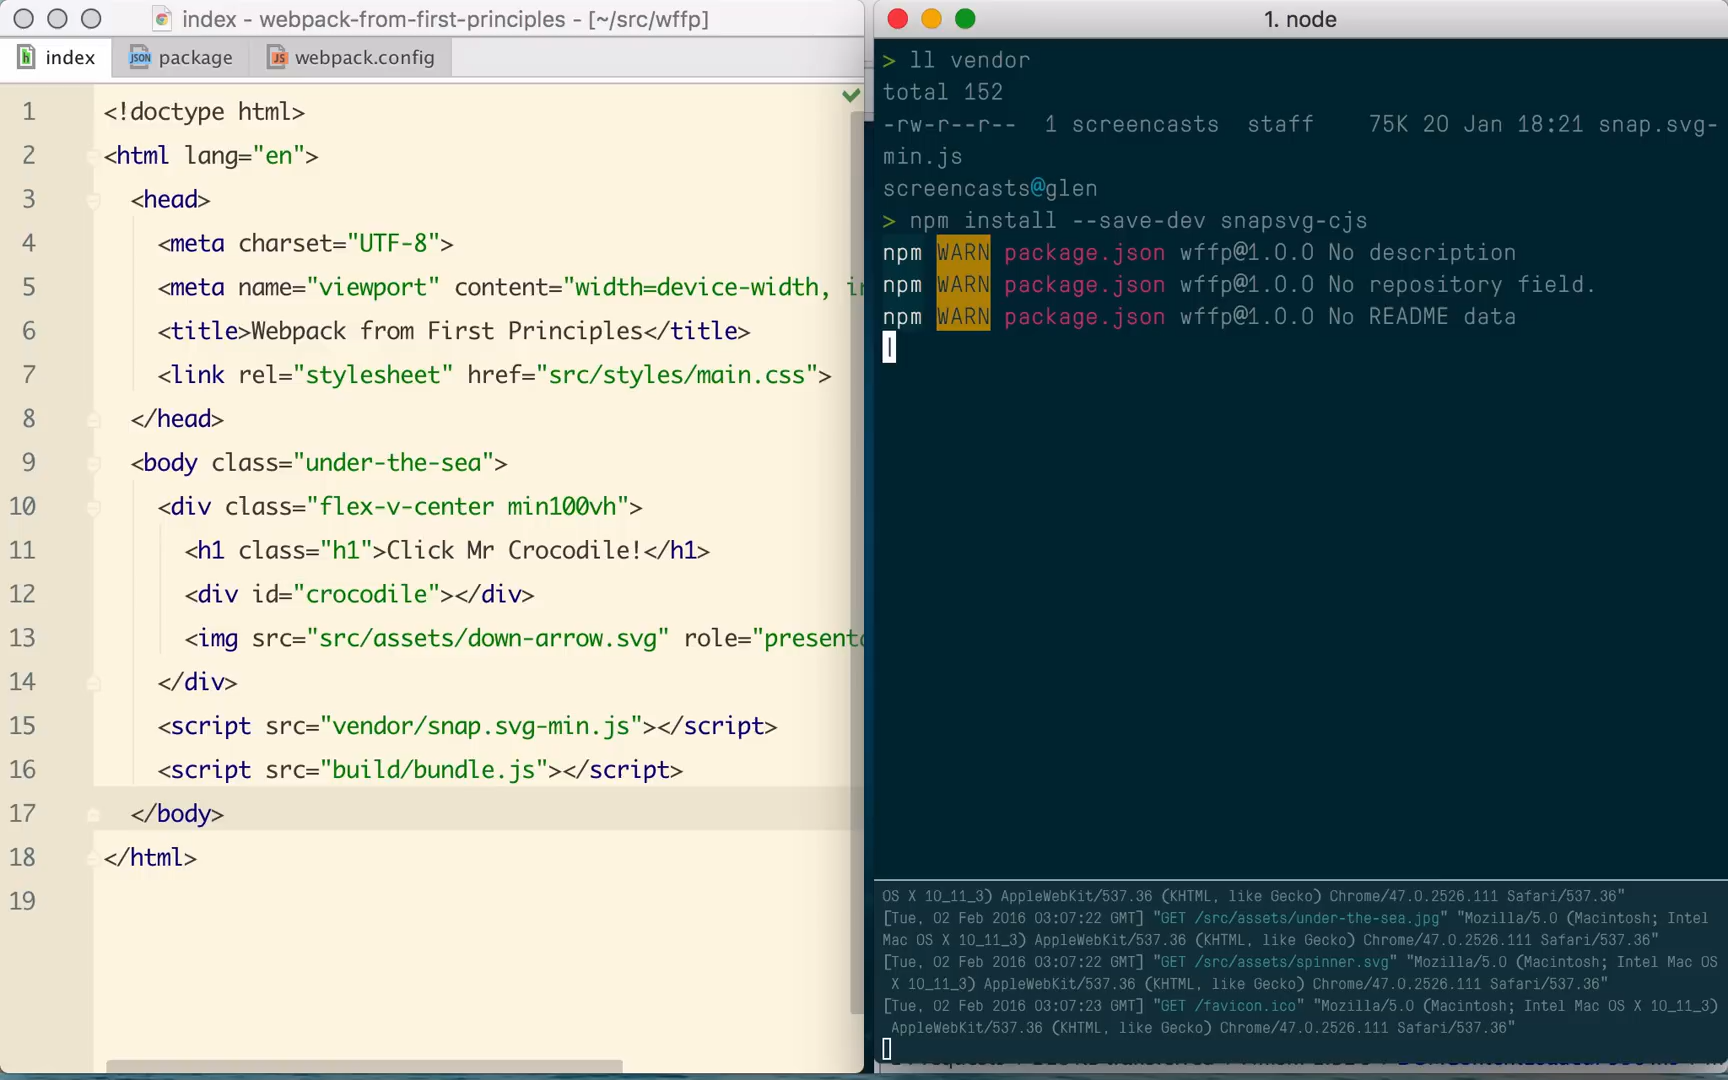 index - webpack-from-first-principles - [~/src/wffp]
index
package
webpack.config
1 <!doctype html>
2 <html lang="en">
3 <head>
4 <meta charset="UTF-8">
5 <meta name="viewport" content="width=device-width, in
6 <title>Webpack from First Principles</title>
7 <link rel="stylesheet" href="src/styles/main.css">
8 </head>
9 <body class="under-the-sea">
10 <div class="flex-v-center min100vh">
11 <h1 class="h1">Click Mr Crocodile!</h1>
12 <div id="crocodile"></div>
13 <img src="src/assets/down-arrow.svg" role="presenta
14 </div>
15 <script src="vendor/snap.svg-min.js"></script>
16 <script src="build/bundle.js"></script>
17 </body>
18 </html>
19
1. node
> ll vendor
total 152
-rw-r--r-- 1 screencasts staff 75K 20 Jan 18:21 snap.svg-
min.js
screencasts@glen
> npm install --save-dev snapsvg-cjs
npm WARN package.json wffp@1.0.0 No description
npm WARN package.json wffp@1.0.0 No repository field.
npm WARN package.json wffp@1.0.0 No README data
|
OS X 10_11_3) AppleWebKit/537.36 (KHTML, like Gecko) Chrome/47.0.2526.111 Safari/537.36"
[Tue, 02 Feb 2016 03:07:22 GMT] "GET /src/assets/under-the-sea.jpg" "Mozilla/5.0 (Macintosh; Intel
Mac OS X 10_11_3) AppleWebKit/537.36 (KHTML, like Gecko) Chrome/47.0.2526.111 Safari/537.36"
[Tue, 02 Feb 2016 03:07:22 GMT] "GET /src/assets/spinner.svg" "Mozilla/5.0 (Macintosh; Intel Mac OS
X 10_11_3) AppleWebKit/537.36 (KHTML, like Gecko) Chrome/47.0.2526.111 Safari/537.36"
[Tue, 02 Feb 2016 03:07:23 GMT] "GET /favicon.ico" "Mozilla/5.0 (Macintosh; Intel Mac OS X 10_11_3)
AppleWebKit/537.36 (KHTML, like Gecko) Chrome/47.0.2526.111 Safari/537.36"